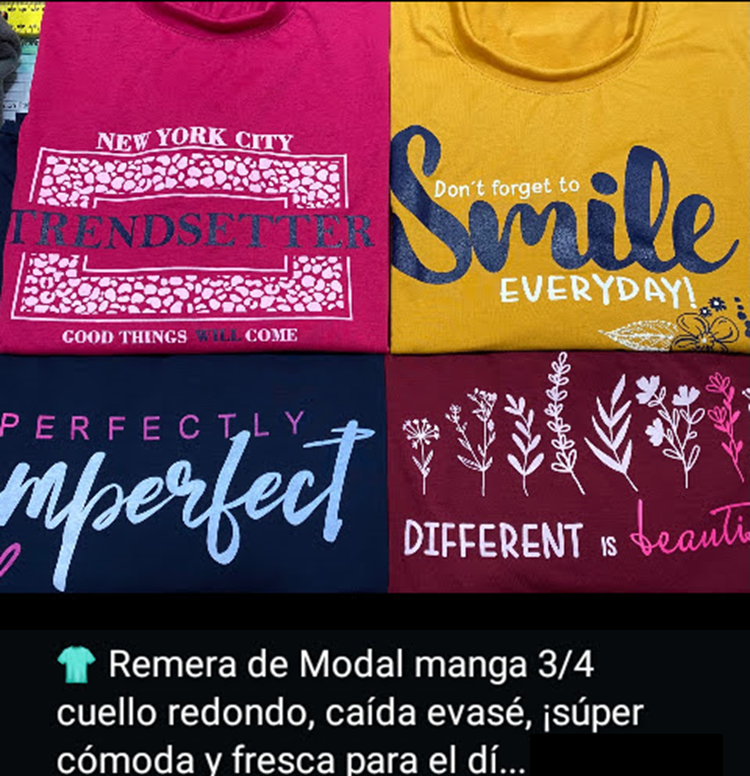 NEW YORK CITY
TRENDSETTER
GOOD THINGS WILL COME
Don't forget to
Smile
EVERYDAY!
PERFECTLY
mperfect
DIFFERENT IS beauti
👕 Remera de Modal manga 3/4
cuello redondo, caída evasé, ¡súper
cómoda y fresca para el dí...